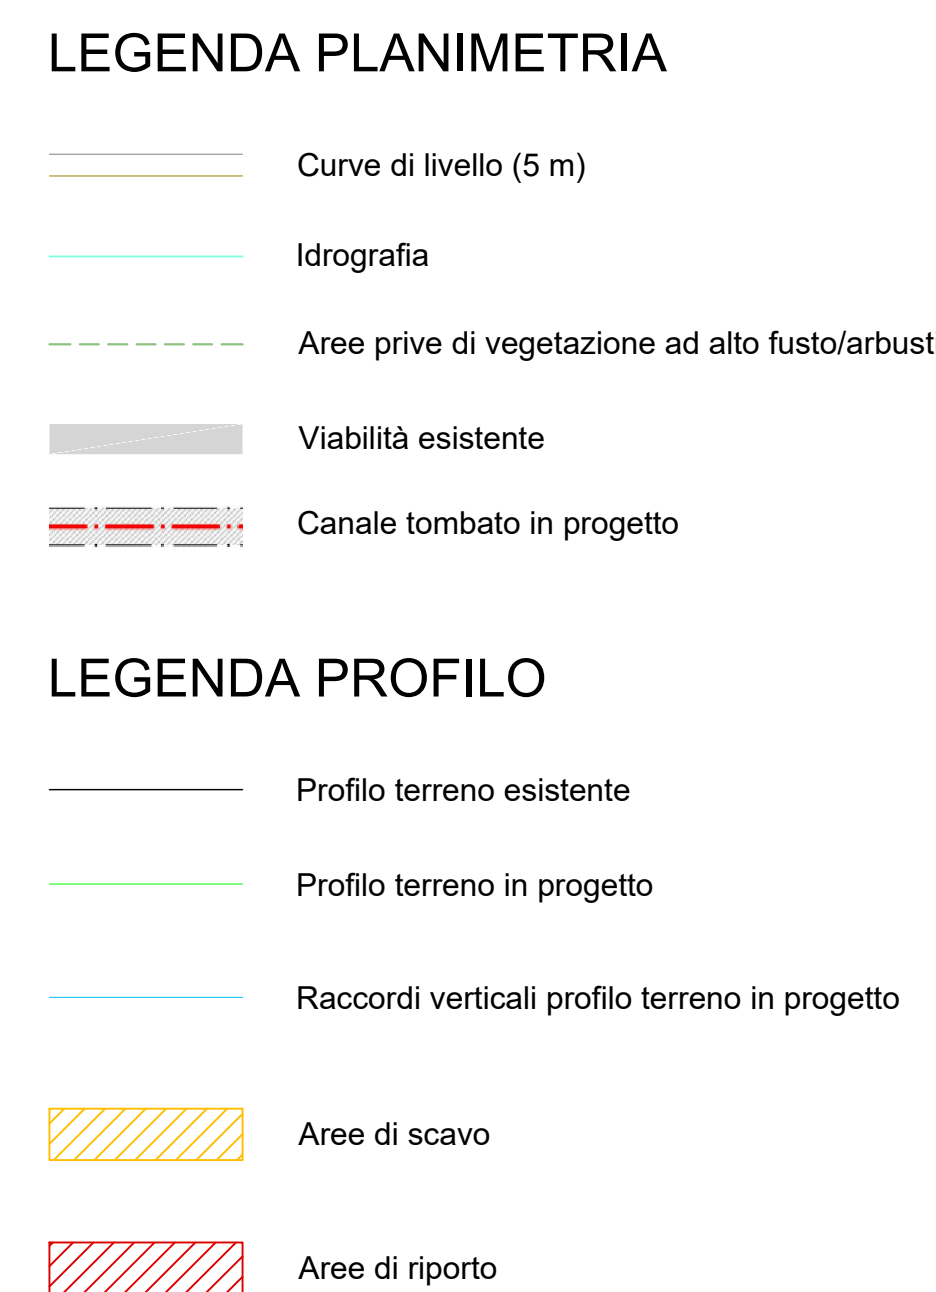 LEGENDA PLANIMETRIA
Curve di livello (5 m)
Idrografia
Aree prive di vegetazione ad alto fusto/arbusti
Viabilità esistente
Canale tombato in progetto
LEGENDA PROFILO
Profilo terreno esistente
Profilo terreno in progetto
Raccordi verticali profilo terreno in progetto
Aree di scavo
Aree di riporto